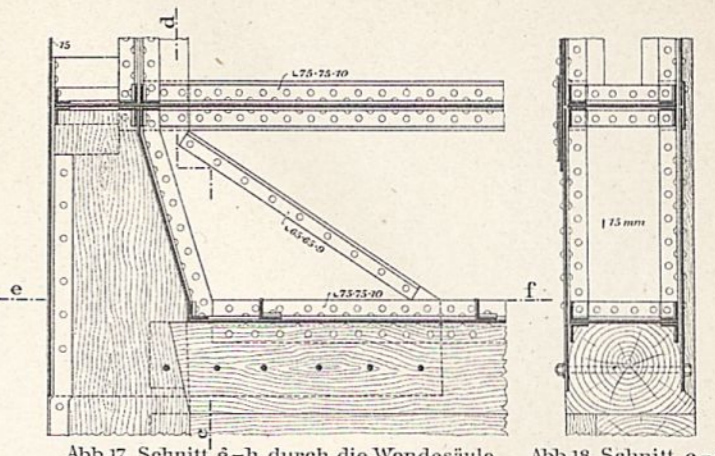 d
15
∟75·75·10
∟65·65·9
15 mm
e
∟75·75·10
f
c
Abb.17. Schnitt g–h durch die Wendesäule.
Abb.18. Schnitt c–